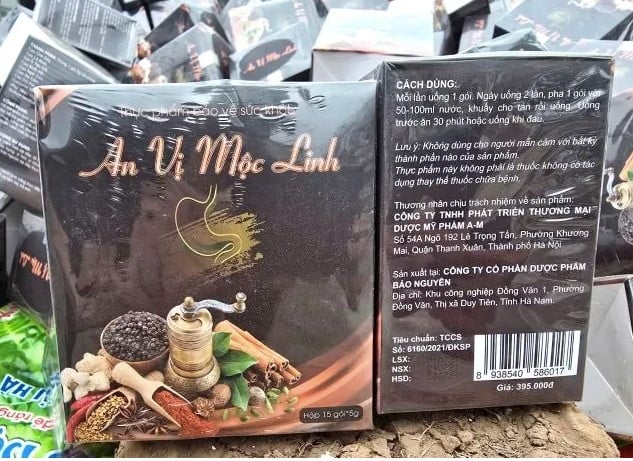 Thực phẩm bảo vệ sức khỏe
An Vị Mộc Linh
Hộp 15 gói*5g
CÁCH DÙNG:
Mỗi lần uống 1 gói. Ngày uống 2 lần, pha 1 gói với
50-100ml nước, khuấy cho tan rồi uống. Uống
trước ăn 30 phút hoặc uống khi đau.
Lưu ý: Không dùng cho người mẫn cảm với bất kỳ
thành phần nào của sản phẩm.
Thực phẩm này không phải là thuốc không có tác
dụng thay thế thuốc chữa bệnh.
Thương nhân chịu trách nhiệm về sản phẩm:
CÔNG TY TNHH PHÁT TRIỂN THƯƠNG MẠI
DƯỢC MỸ PHẨM A-M
Số 54A Ngõ 192 Lê Trọng Tấn, Phường Khương
Mai, Quận Thanh Xuân, Thành phố Hà Nội
Sản xuất tại: CÔNG TY CỔ PHẦN DƯỢC PHẨM
BẢO NGUYÊN
Địa chỉ: Khu công nghiệp Đồng Văn 1, Phường
Đồng Văn, Thị xã Duy Tiên, Tỉnh Hà Nam.
Tiêu chuẩn: TCCS
Số: 6160/2021/ĐKSP
LSX:
NSX:
HSD:
8 938540 586017
Giá: 395.000đ